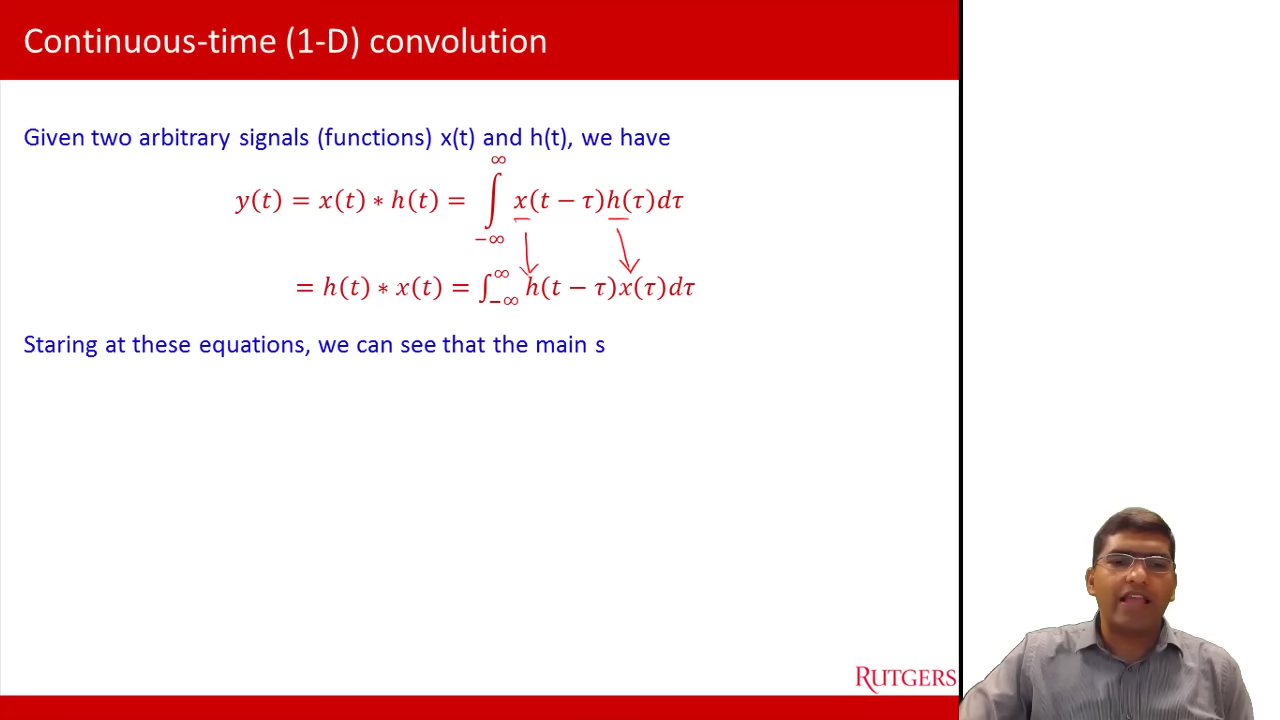 Continuous-time (1-D) convolution
Given two arbitrary signals (functions) x(t) and h(t), we have
y(t) = x(t) ∗ h(t) = ∫_{−∞}^{∞} x(t − τ)h(τ)dτ
= h(t) ∗ x(t) = ∫_{−∞}^{∞} h(t − τ)x(τ)dτ
Staring at these equations, we can see that the main s
RUTGERS